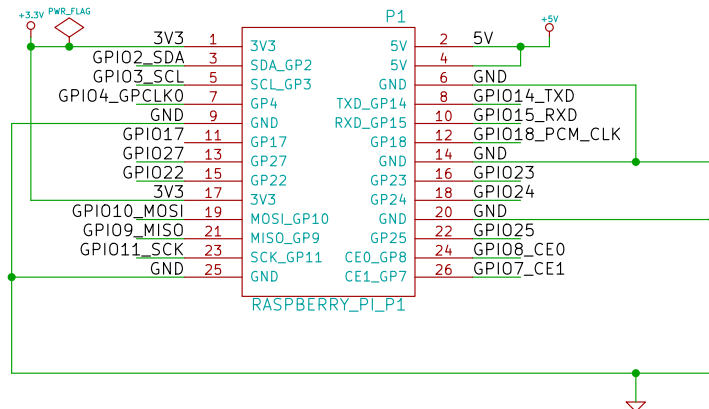 +3.3V PWR_FLAG +5V
P1
3V3 1 3V3 5V 2 5V
GPIO2_SDA 3 SDA_GP2 5V 4
GPIO3_SCL 5 SCL_GP3 GND 6 GND
GPIO4_GPCLK0 7 GP4 TXD_GP14 8 GPIO14_TXD
GND 9 GND RXD_GP15 10 GPIO15_RXD
GPIO17 11 GP17 GP18 12 GPIO18_PCM_CLK
GPIO27 13 GP27 GND 14 GND
GPIO22 15 GP22 GP23 16 GPIO23
3V3 17 3V3 GP24 18 GPIO24
GPIO10_MOSI 19 MOSI_GP10 GND 20 GND
GPIO9_MISO 21 MISO_GP9 GP25 22 GPIO25
GPIO11_SCK 23 SCK_GP11 CE0_GP8 24 GPIO8_CE0
GND 25 GND CE1_GP7 26 GPIO7_CE1
RASPBERRY_PI_P1